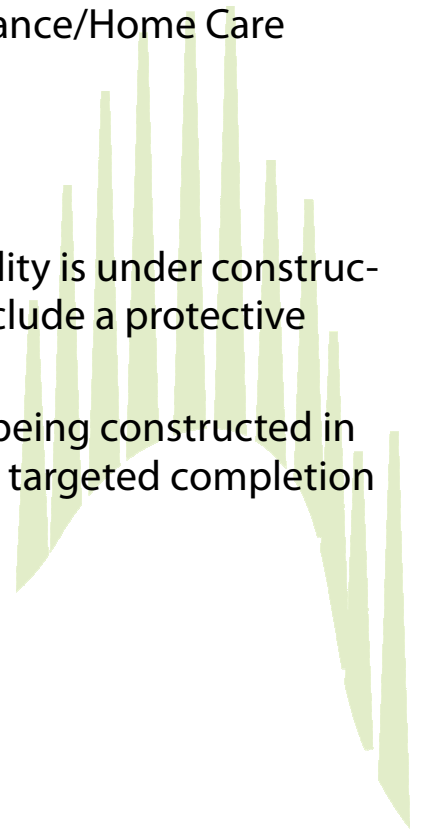 ance/Home Care
lity is under construc-
clude a protective
being constructed in
targeted completion